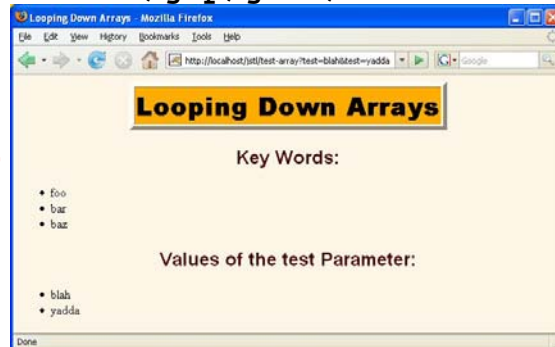 Looping Down Arrays - Mozilla Firefox
File Edit View History Bookmarks Tools Help
http://localhost/jstl/test-array?test=blah&test=yadda Google
Looping Down Arrays
Key Words:
• foo
• bar
• baz
Values of the test Parameter:
• blah
• yadda
Done